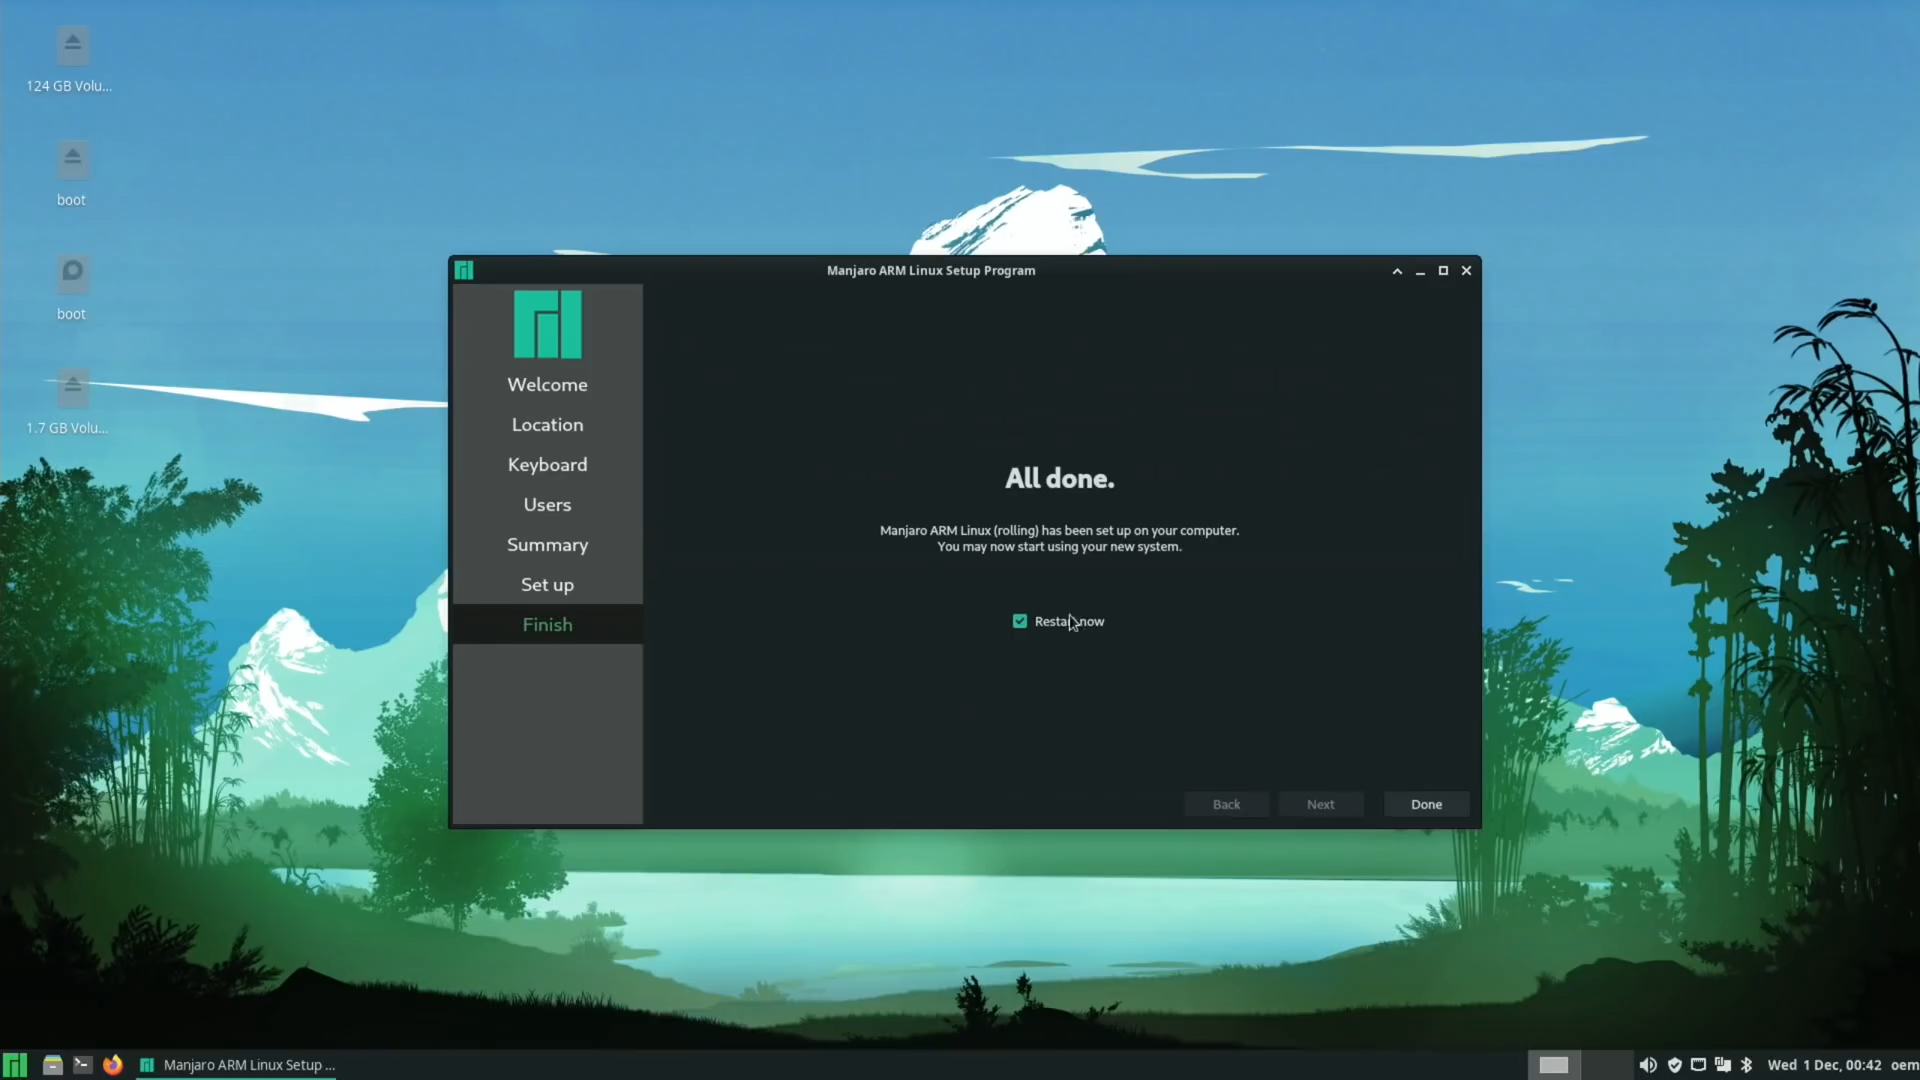 124 GB Volu...
boot
boot
1.7 GB Volu...
Manjaro ARM Linux Setup Program
Welcome
Location
Keyboard
Users
Summary
Set up
Finish
All done.
Manjaro ARM Linux (rolling) has been set up on your computer.
You may now start using your new system.
Restart now
Back
Next
Done
Manjaro ARM Linux Setup ...
Wed 1 Dec, 00:42
oem